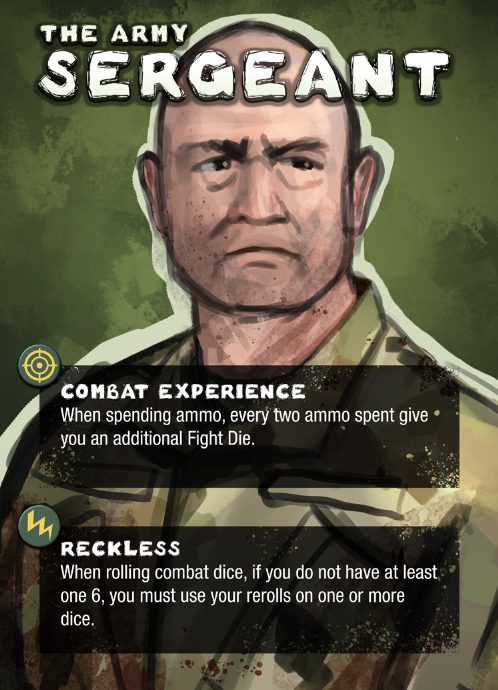 THE ARMY
SERGEANT
COMBAT EXPERIENCE
When spending ammo, every two ammo spent give
you an additional Fight Die.
RECKLESS
When rolling combat dice, if you do not have at least
one 6, you must use your rerolls on one or more
dice.